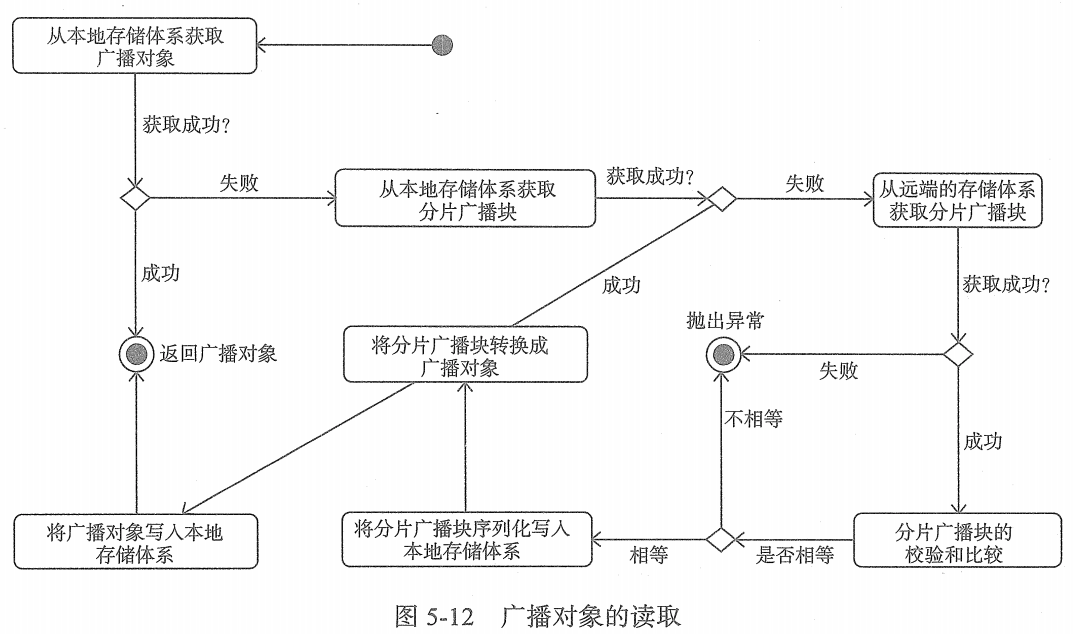 从本地存储体系获取
广播对象
获取成功?
失败
从本地存储体系获取
分片广播块
获取成功?
失败
从远端的存储体系
获取分片广播块
成功
成功
获取成功?
抛出异常
返回广播对象
将分片广播块转换成
广播对象
失败
不相等
成功
将广播对象写入本地
存储体系
将分片广播块序列化写入
本地存储体系
相等
是否相等
分片广播块的
校验和比较
图 5-12 广播对象的读取